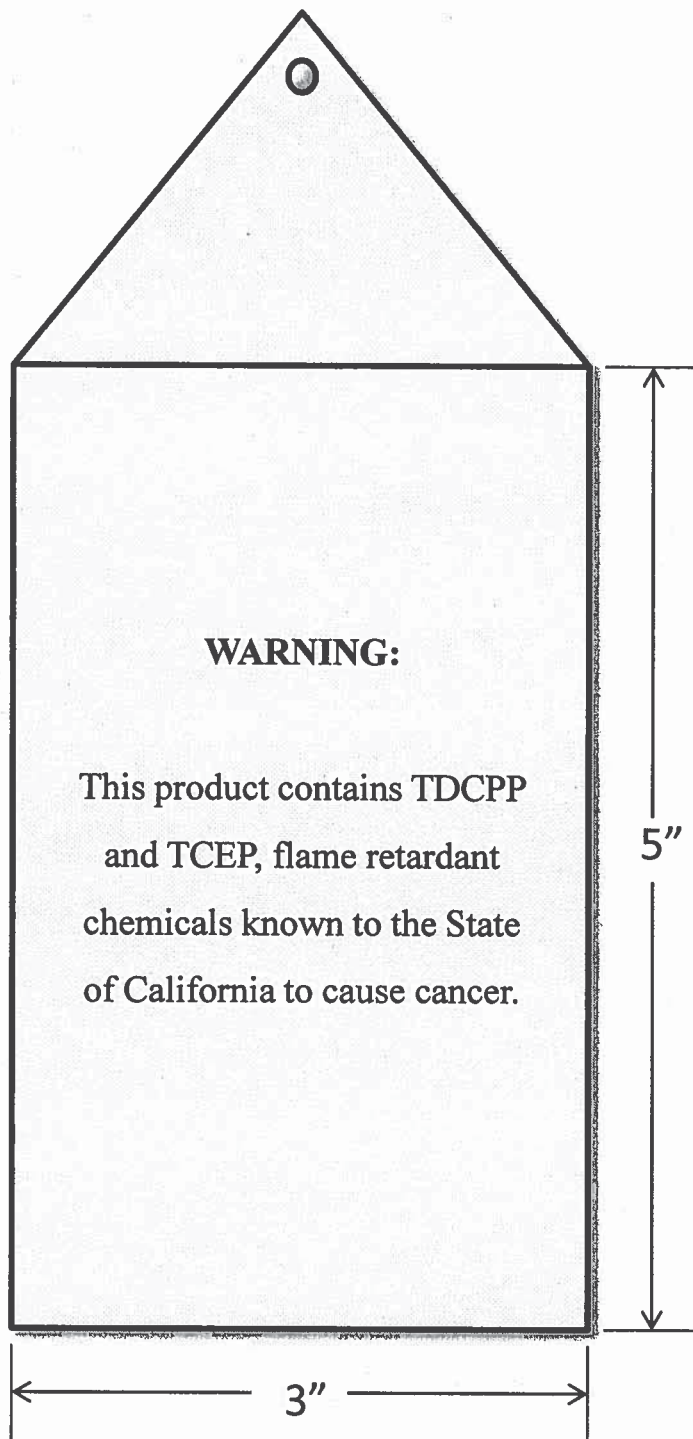 WARNING:
This product contains TDCPP
and TCEP, flame retardant
chemicals known to the State
of California to cause cancer.
5”
3”